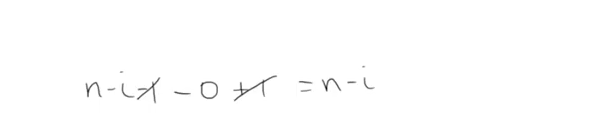 n-i-1 - 0 +1 = n-i